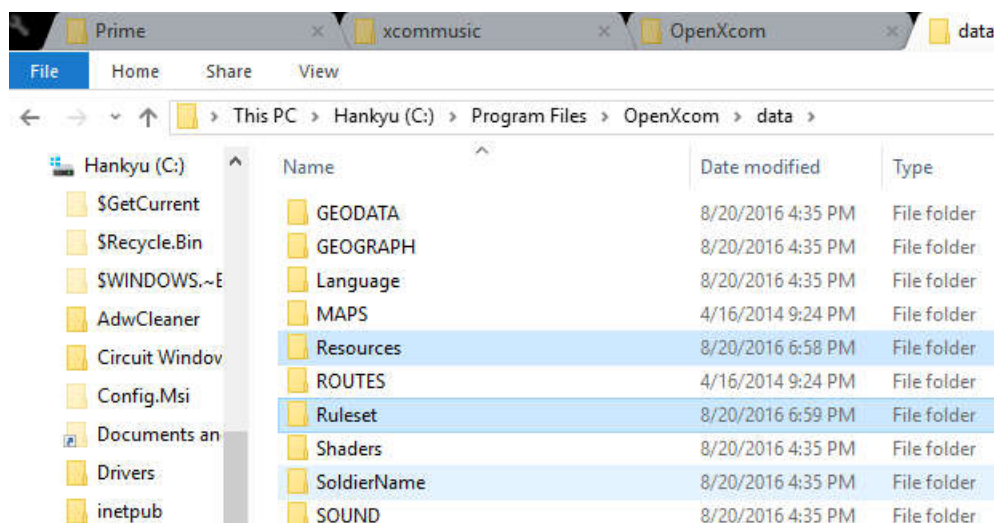 Prime × xcommusic × OpenXcom × data
File Home Share View
This PC > Hankyu (C:) > Program Files > OpenXcom > data >
Hankyu (C:) Name Date modified Type
$GetCurrent GEODATA 8/20/2016 4:35 PM File folder
$Recycle.Bin GEOGRAPH 8/20/2016 4:35 PM File folder
$WINDOWS.~B Language 8/20/2016 4:35 PM File folder
AdwCleaner MAPS 4/16/2014 9:24 PM File folder
Circuit Window Resources 8/20/2016 6:58 PM File folder
Config.Msi ROUTES 4/16/2014 9:24 PM File folder
Documents an Ruleset 8/20/2016 6:59 PM File folder
Drivers Shaders 8/20/2016 4:35 PM File folder
inetpub SoldierName 8/20/2016 4:35 PM File folder
SOUND 8/20/2016 4:35 PM File folder